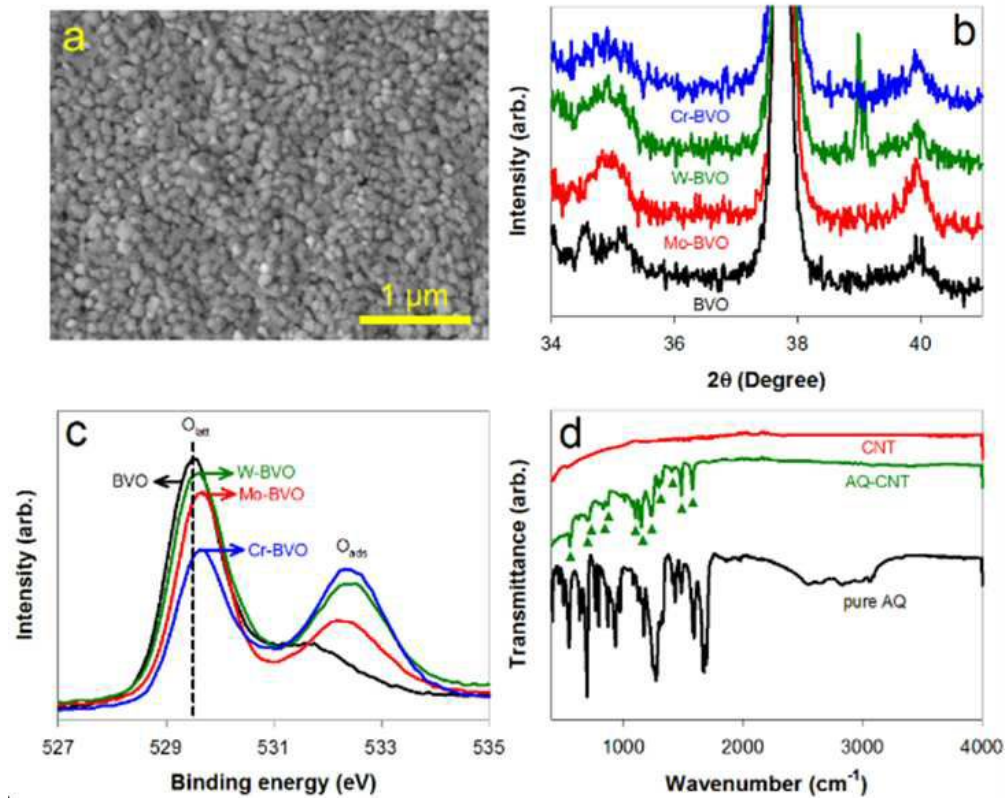 a
1 µm
b
Cr-BVO
W-BVO
Mo-BVO
BVO
Intensity (arb.)
34 36 38 40
2θ (Degree)
c
O_latt
BVO
W-BVO
Mo-BVO
Cr-BVO
O_ads
Intensity (arb.)
527 529 531 533 535
Binding energy (eV)
d
CNT
AQ-CNT
pure AQ
Transmittance (arb.)
1000 2000 3000 4000
Wavenumber (cm⁻¹)